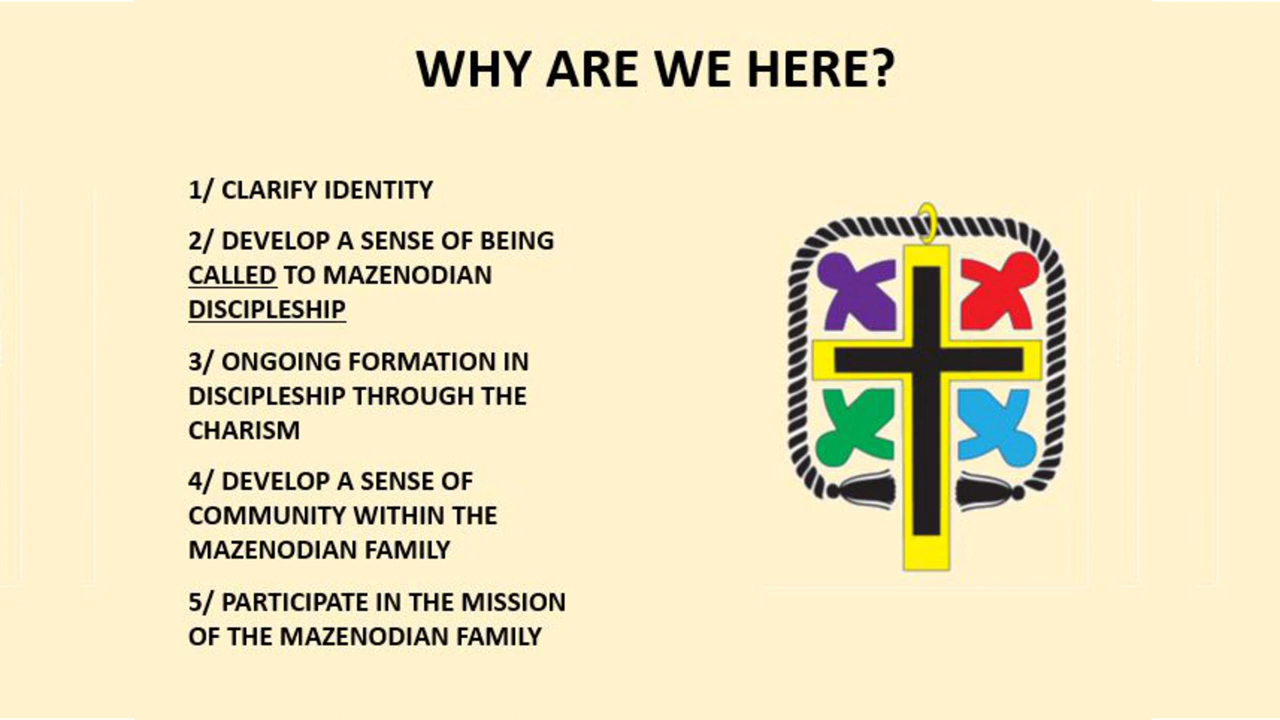 WHY ARE WE HERE?
1/ CLARIFY IDENTITY
2/ DEVELOP A SENSE OF BEING
CALLED TO MAZENODIAN
DISCIPLESHIP
3/ ONGOING FORMATION IN
DISCIPLESHIP THROUGH THE
CHARISM
4/ DEVELOP A SENSE OF
COMMUNITY WITHIN THE
MAZENODIAN FAMILY
5/ PARTICIPATE IN THE MISSION
OF THE MAZENODIAN FAMILY